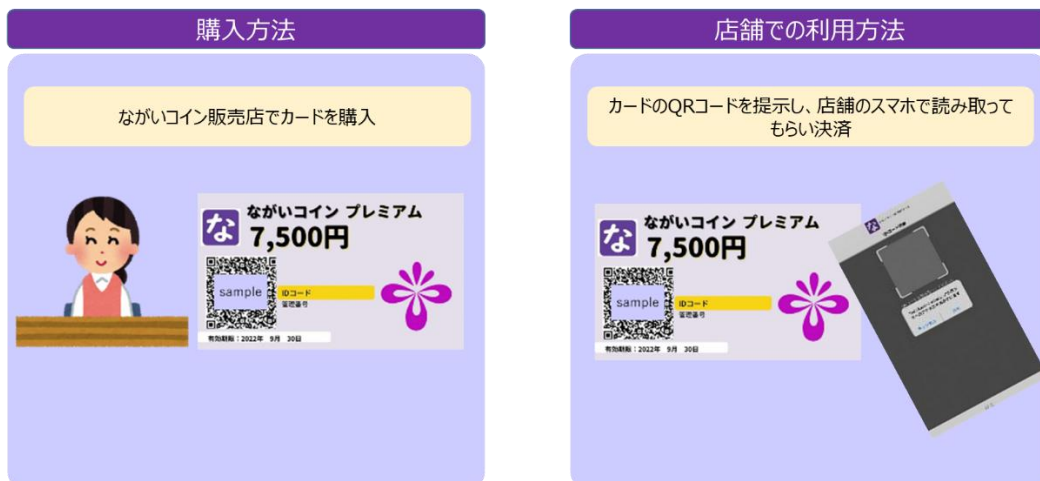 購入方法
ながいコイン販売店でカードを購入
な
ながいコイン プレミアム
7,500円
sample
IDコード
管理番号
有効期限：2022年 9月 30日
店舗での利用方法
カードのQRコードを提示し、店舗のスマホで読み取って
もらい決済
な
ながいコイン プレミアム
7,500円
sample
IDコード
管理番号
有効期限：2022年 9月 30日
な